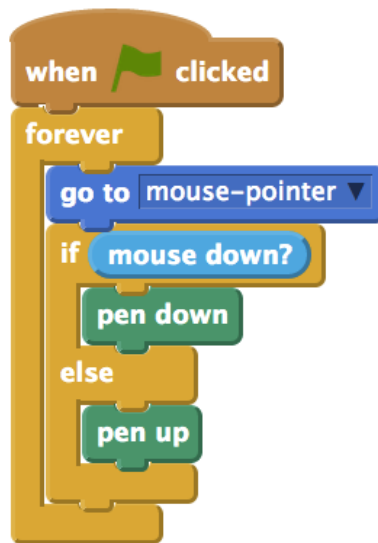 when clicked
forever
go to mouse-pointer
if mouse down?
pen down
else
pen up